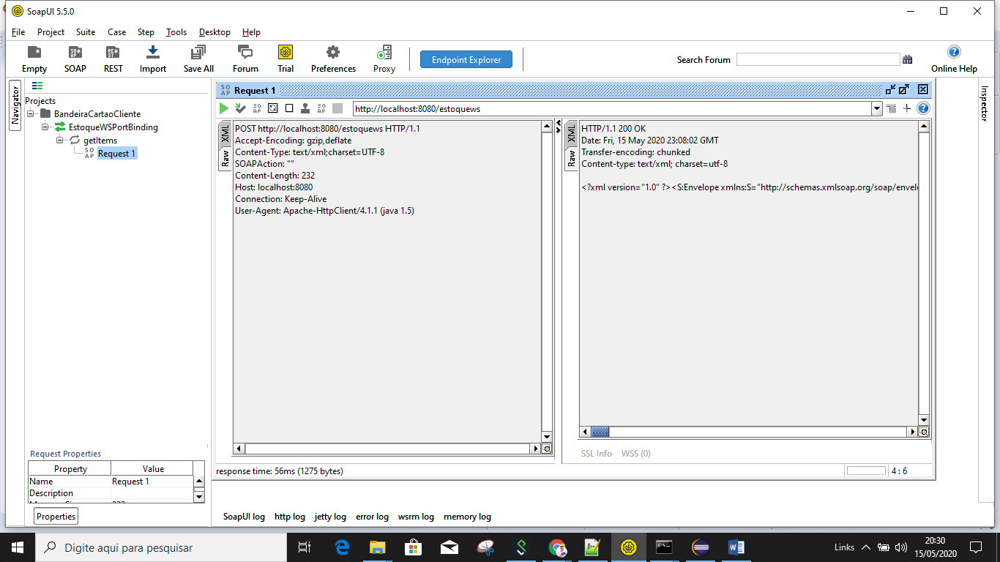 SoapUI 5.5.0
File Project Suite Case Step Tools Desktop Help
Empty SOAP REST Import Save All Forum Trial Preferences Proxy Endpoint Explorer Search Forum Online Help
Navigator
Projects
BandeiraCartaoCliente
EstoqueWSPortBinding
getItems
Request 1
Request 1
http://localhost:8080/estoquews
XML
Raw
POST http://localhost:8080/estoquews HTTP/1.1
Accept-Encoding: gzip,deflate
Content-Type: text/xml;charset=UTF-8
SOAPAction: ""
Content-Length: 232
Host: localhost:8080
Connection: Keep-Alive
User-Agent: Apache-HttpClient/4.1.1 (java 1.5)
XML
Raw
HTTP/1.1 200 OK
Date: Fri, 15 May 2020 23:08:02 GMT
Transfer-encoding: chunked
Content-type: text/xml; charset=utf-8
<?xml version="1.0" ?><S:Envelope xmlns:S="http://schemas.xmlsoap.org/soap/envel
SSL Info WSS (0)
response time: 56ms (1275 bytes)
4 : 6
Inspector
Request Properties
Property Value
Name Request 1
Description
Properties
SoapUI log http log jetty log error log wsrm log memory log
Digite aqui para pesquisar
Links
20:30
15/05/2020